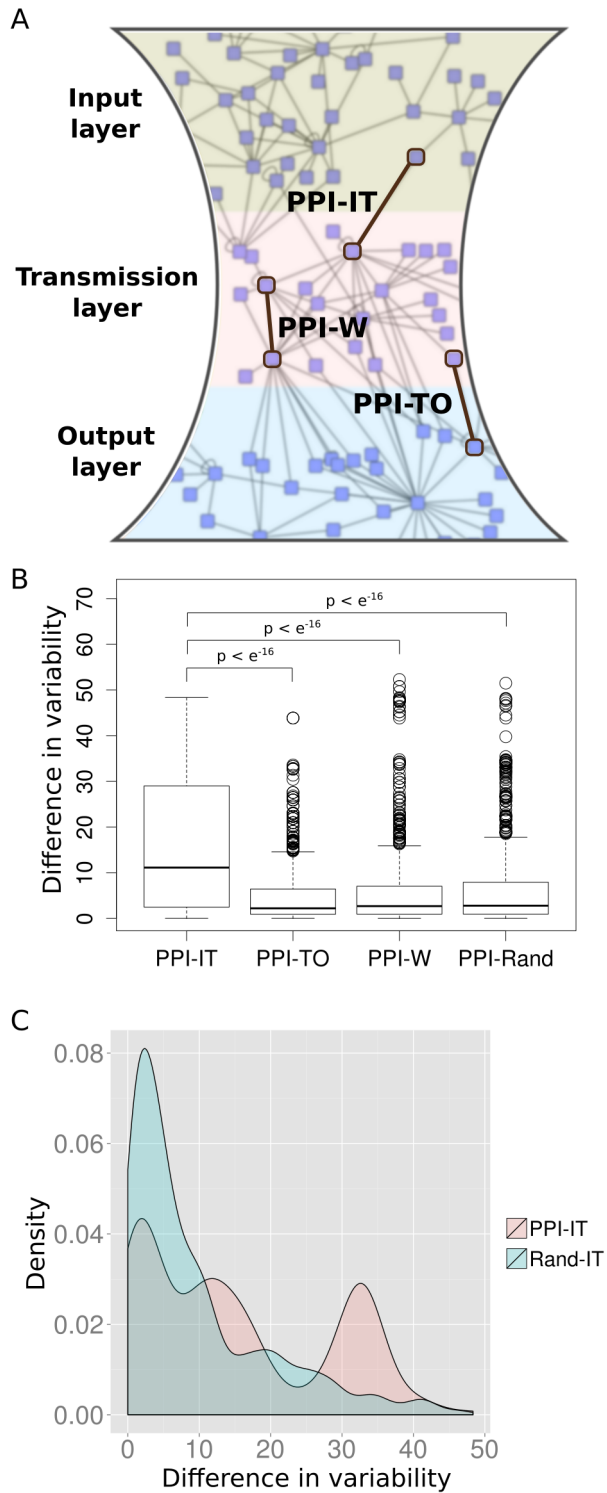 A
Input
layer
PPI-IT
Transmission
layer
PPI-W
PPI-TO
Output
layer
B
Difference in variability
70
60
50
40
30
20
10
0
p < e⁻¹⁶
p < e⁻¹⁶
p < e⁻¹⁶
PPI-IT PPI-TO PPI-W PPI-Rand
C
Density
0.08
0.06
0.04
0.02
0.00
0 10 20 30 40 50
Difference in variability
PPI-IT
Rand-IT